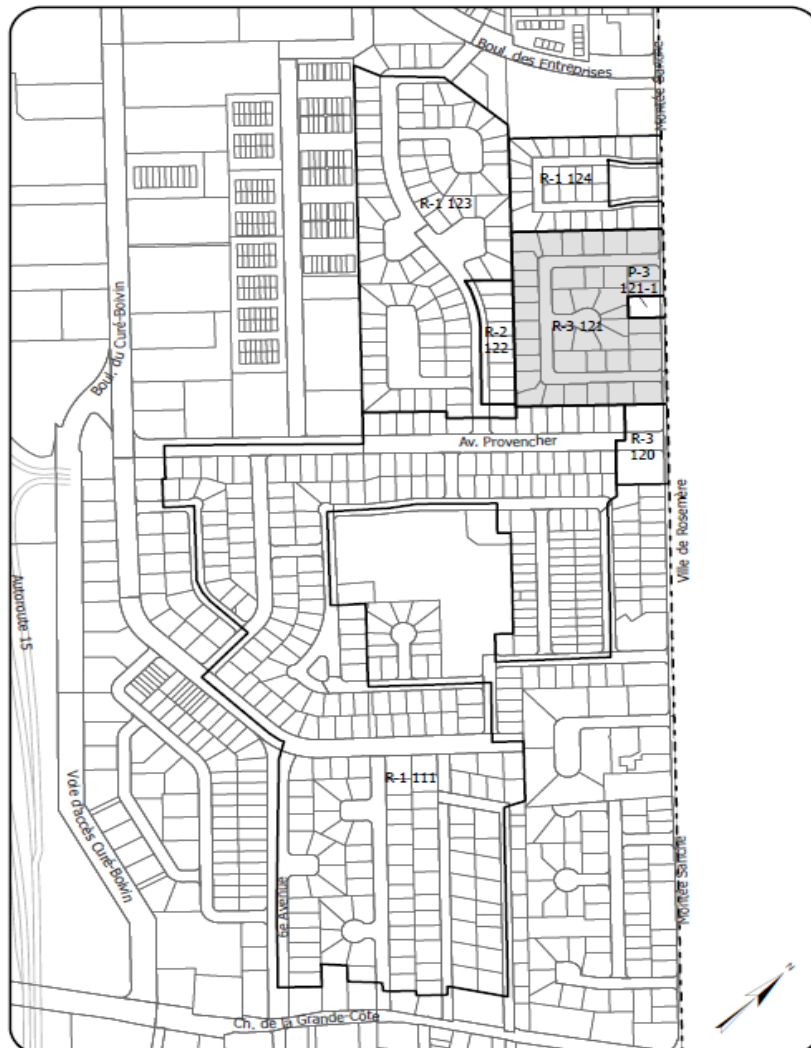 Boul. des Entreprises
Montée Sanche
R-1 124
R-1 123
P-3
121-1
R-3 121
R-2
122
Boul. du Curé-Boivin
Av. Provencher
R-3
120
Ville de Rosemère
Autoroute 15
R-1 111
Voie d'accès Curé-Boivin
6e Avenue
Montée Sanche
Ch. de la Grande Côte
N